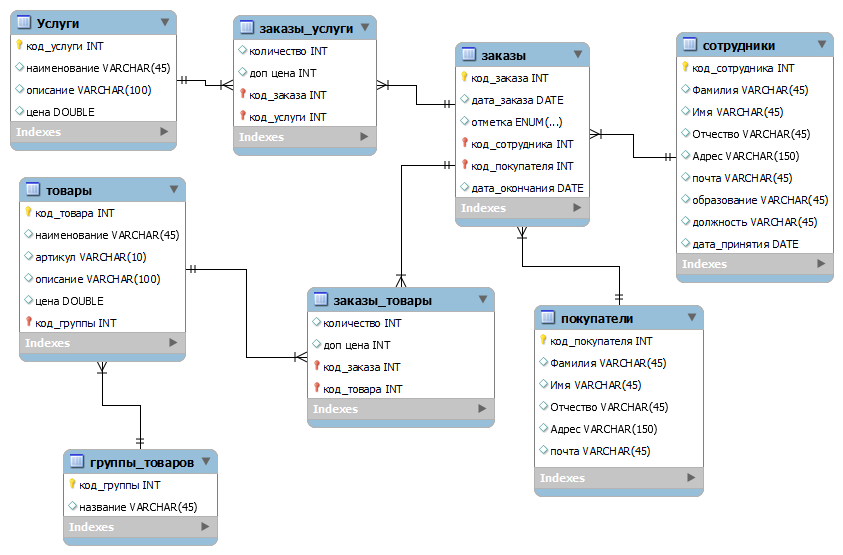 Услуги
код_услуги INT
наименование VARCHAR(45)
описание VARCHAR(100)
цена DOUBLE
Indexes
заказы_услуги
количество INT
доп цена INT
код_заказа INT
код_услуги INT
Indexes
заказы
код_заказа INT
дата_заказа DATE
отметка ENUM(...)
код_сотрудника INT
код_покупателя INT
дата_окончания DATE
Indexes
сотрудники
код_сотрудника INT
Фамилия VARCHAR(45)
Имя VARCHAR(45)
Отчество VARCHAR(45)
Адрес VARCHAR(150)
почта VARCHAR(45)
образование VARCHAR(45)
должность VARCHAR(45)
дата_принятия DATE
Indexes
товары
код_товара INT
наименование VARCHAR(45)
артикул VARCHAR(10)
описание VARCHAR(100)
цена DOUBLE
код_группы INT
Indexes
заказы_товары
количество INT
доп цена INT
код_заказа INT
код_товара INT
Indexes
покупатели
код_покупателя INT
Фамилия VARCHAR(45)
Имя VARCHAR(45)
Отчество VARCHAR(45)
Адрес VARCHAR(150)
почта VARCHAR(45)
Indexes
группы_товаров
код_группы INT
название VARCHAR(45)
Indexes